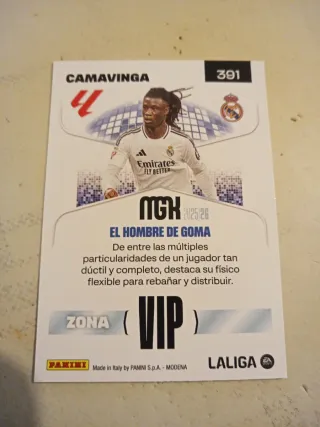 CAMAVINGA
391
Emirates
FLY BETTER
MGK
EL HOMBRE DE GOMA
De entre las múltiples
particularidades de un jugador tan
dúctil y completo, destaca su físico
flexible para rebañar y distribuir.
ZONA (VIP)
PANINI
Made in Italy by PANINI S.p.A. - MODENA
LALIGA